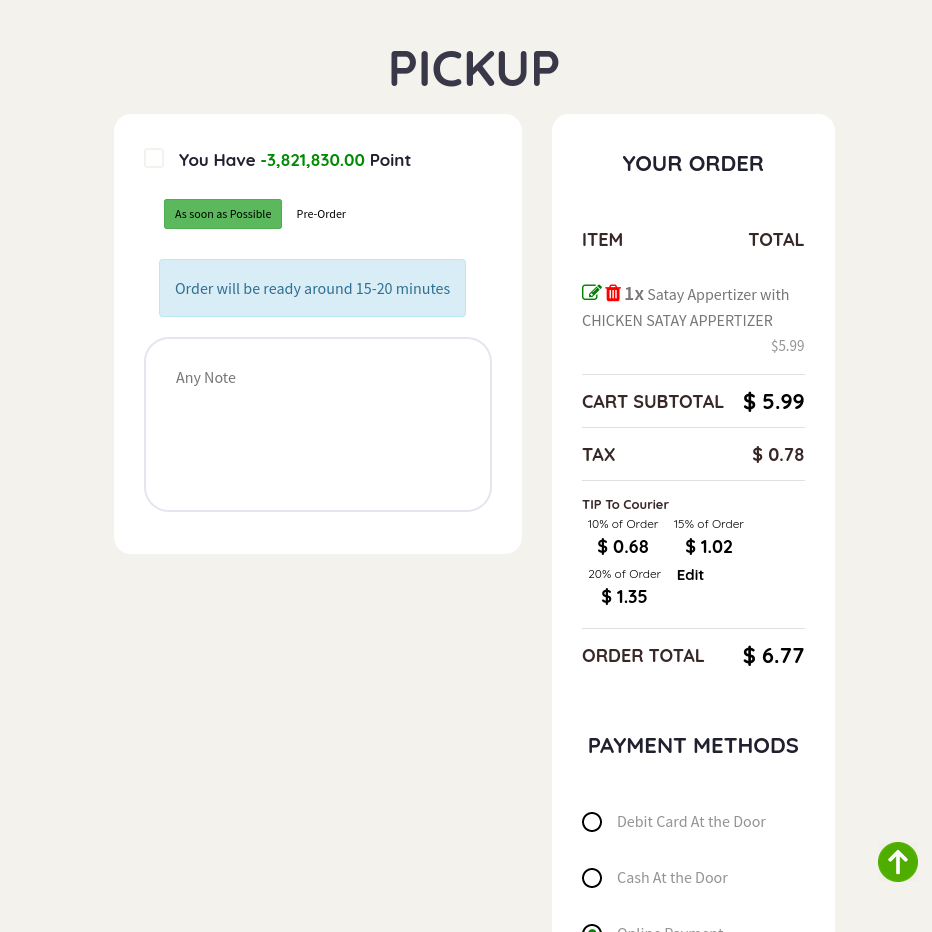 PICKUP
You Have -3,821,830.00 Point
As soon as Possible Pre-Order
Order will be ready around 15-20 minutes
Any Note
YOUR ORDER
ITEM TOTAL
1x Satay Appertizer with
CHICKEN SATAY APPERTIZER
$5.99
CART SUBTOTAL $ 5.99
TAX $ 0.78
TIP To Courier
10% of Order 15% of Order
$ 0.68 $ 1.02
20% of Order Edit
$ 1.35
ORDER TOTAL $ 6.77
PAYMENT METHODS
Debit Card At the Door
Cash At the Door
Online Payment